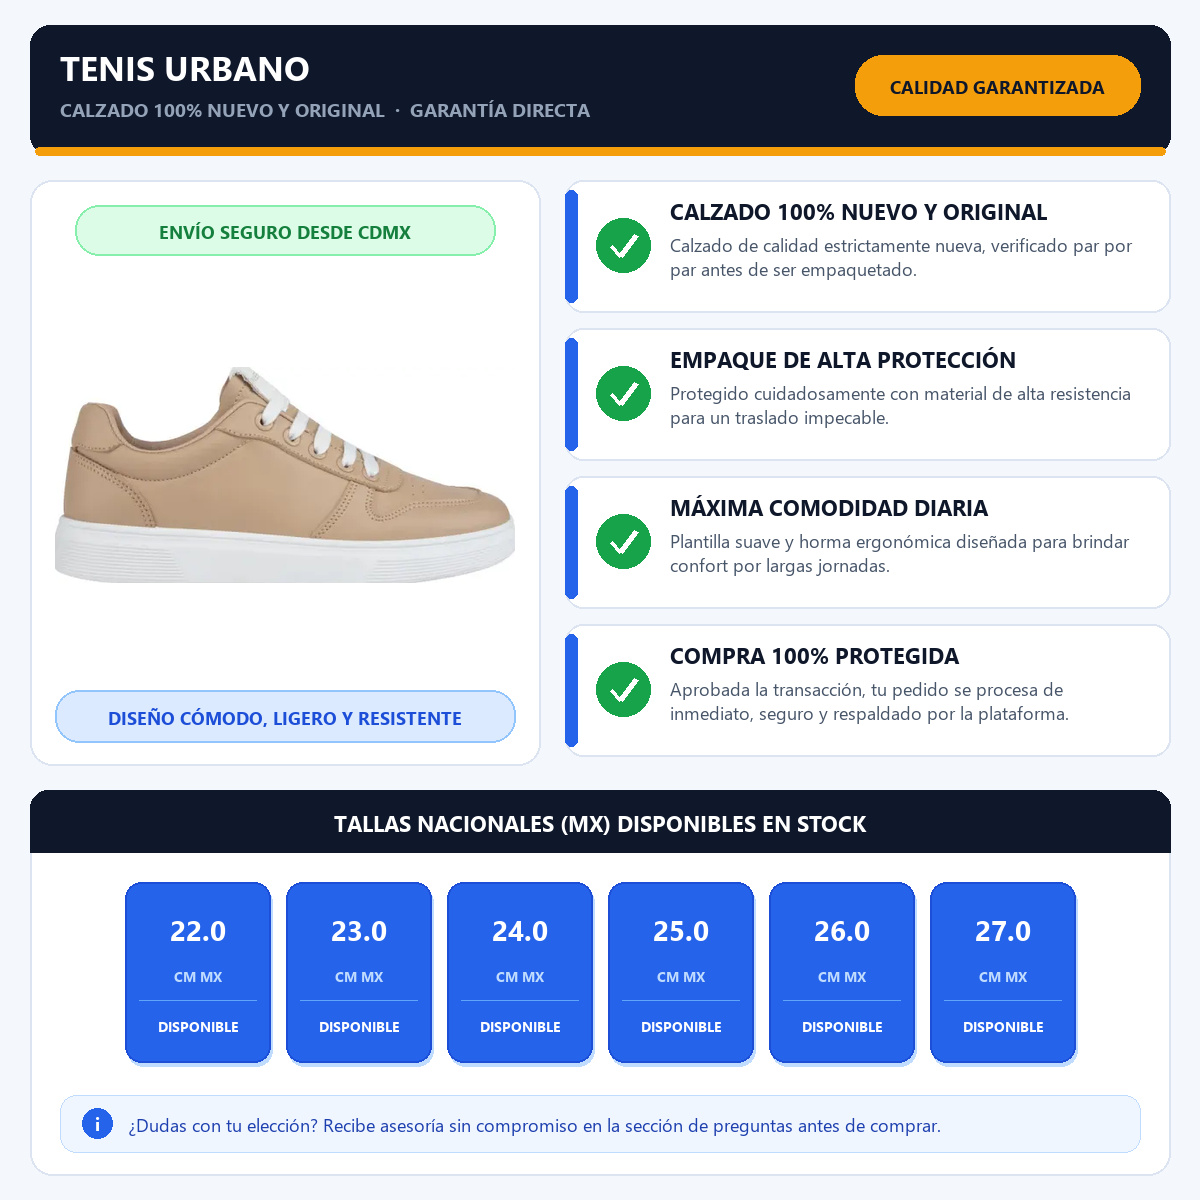 TENIS URBANO
CALZADO 100% NUEVO Y ORIGINAL · GARANTÍA DIRECTA
CALIDAD GARANTIZADA
ENVÍO SEGURO DESDE CDMX
DISEÑO CÓMODO, LIGERO Y RESISTENTE
CALZADO 100% NUEVO Y ORIGINAL
Calzado de calidad estrictamente nueva, verificado par por
par antes de ser empaquetado.
EMPAQUE DE ALTA PROTECCIÓN
Protegido cuidadosamente con material de alta resistencia
para un traslado impecable.
MÁXIMA COMODIDAD DIARIA
Plantilla suave y horma ergonómica diseñada para brindar
confort por largas jornadas.
COMPRA 100% PROTEGIDA
Aprobada la transacción, tu pedido se procesa de
inmediato, seguro y respaldado por la plataforma.
TALLAS NACIONALES (MX) DISPONIBLES EN STOCK
22.0
CM MX
DISPONIBLE
23.0
CM MX
DISPONIBLE
24.0
CM MX
DISPONIBLE
25.0
CM MX
DISPONIBLE
26.0
CM MX
DISPONIBLE
27.0
CM MX
DISPONIBLE
i
¿Dudas con tu elección? Recibe asesoría sin compromiso en la sección de preguntas antes de comprar.